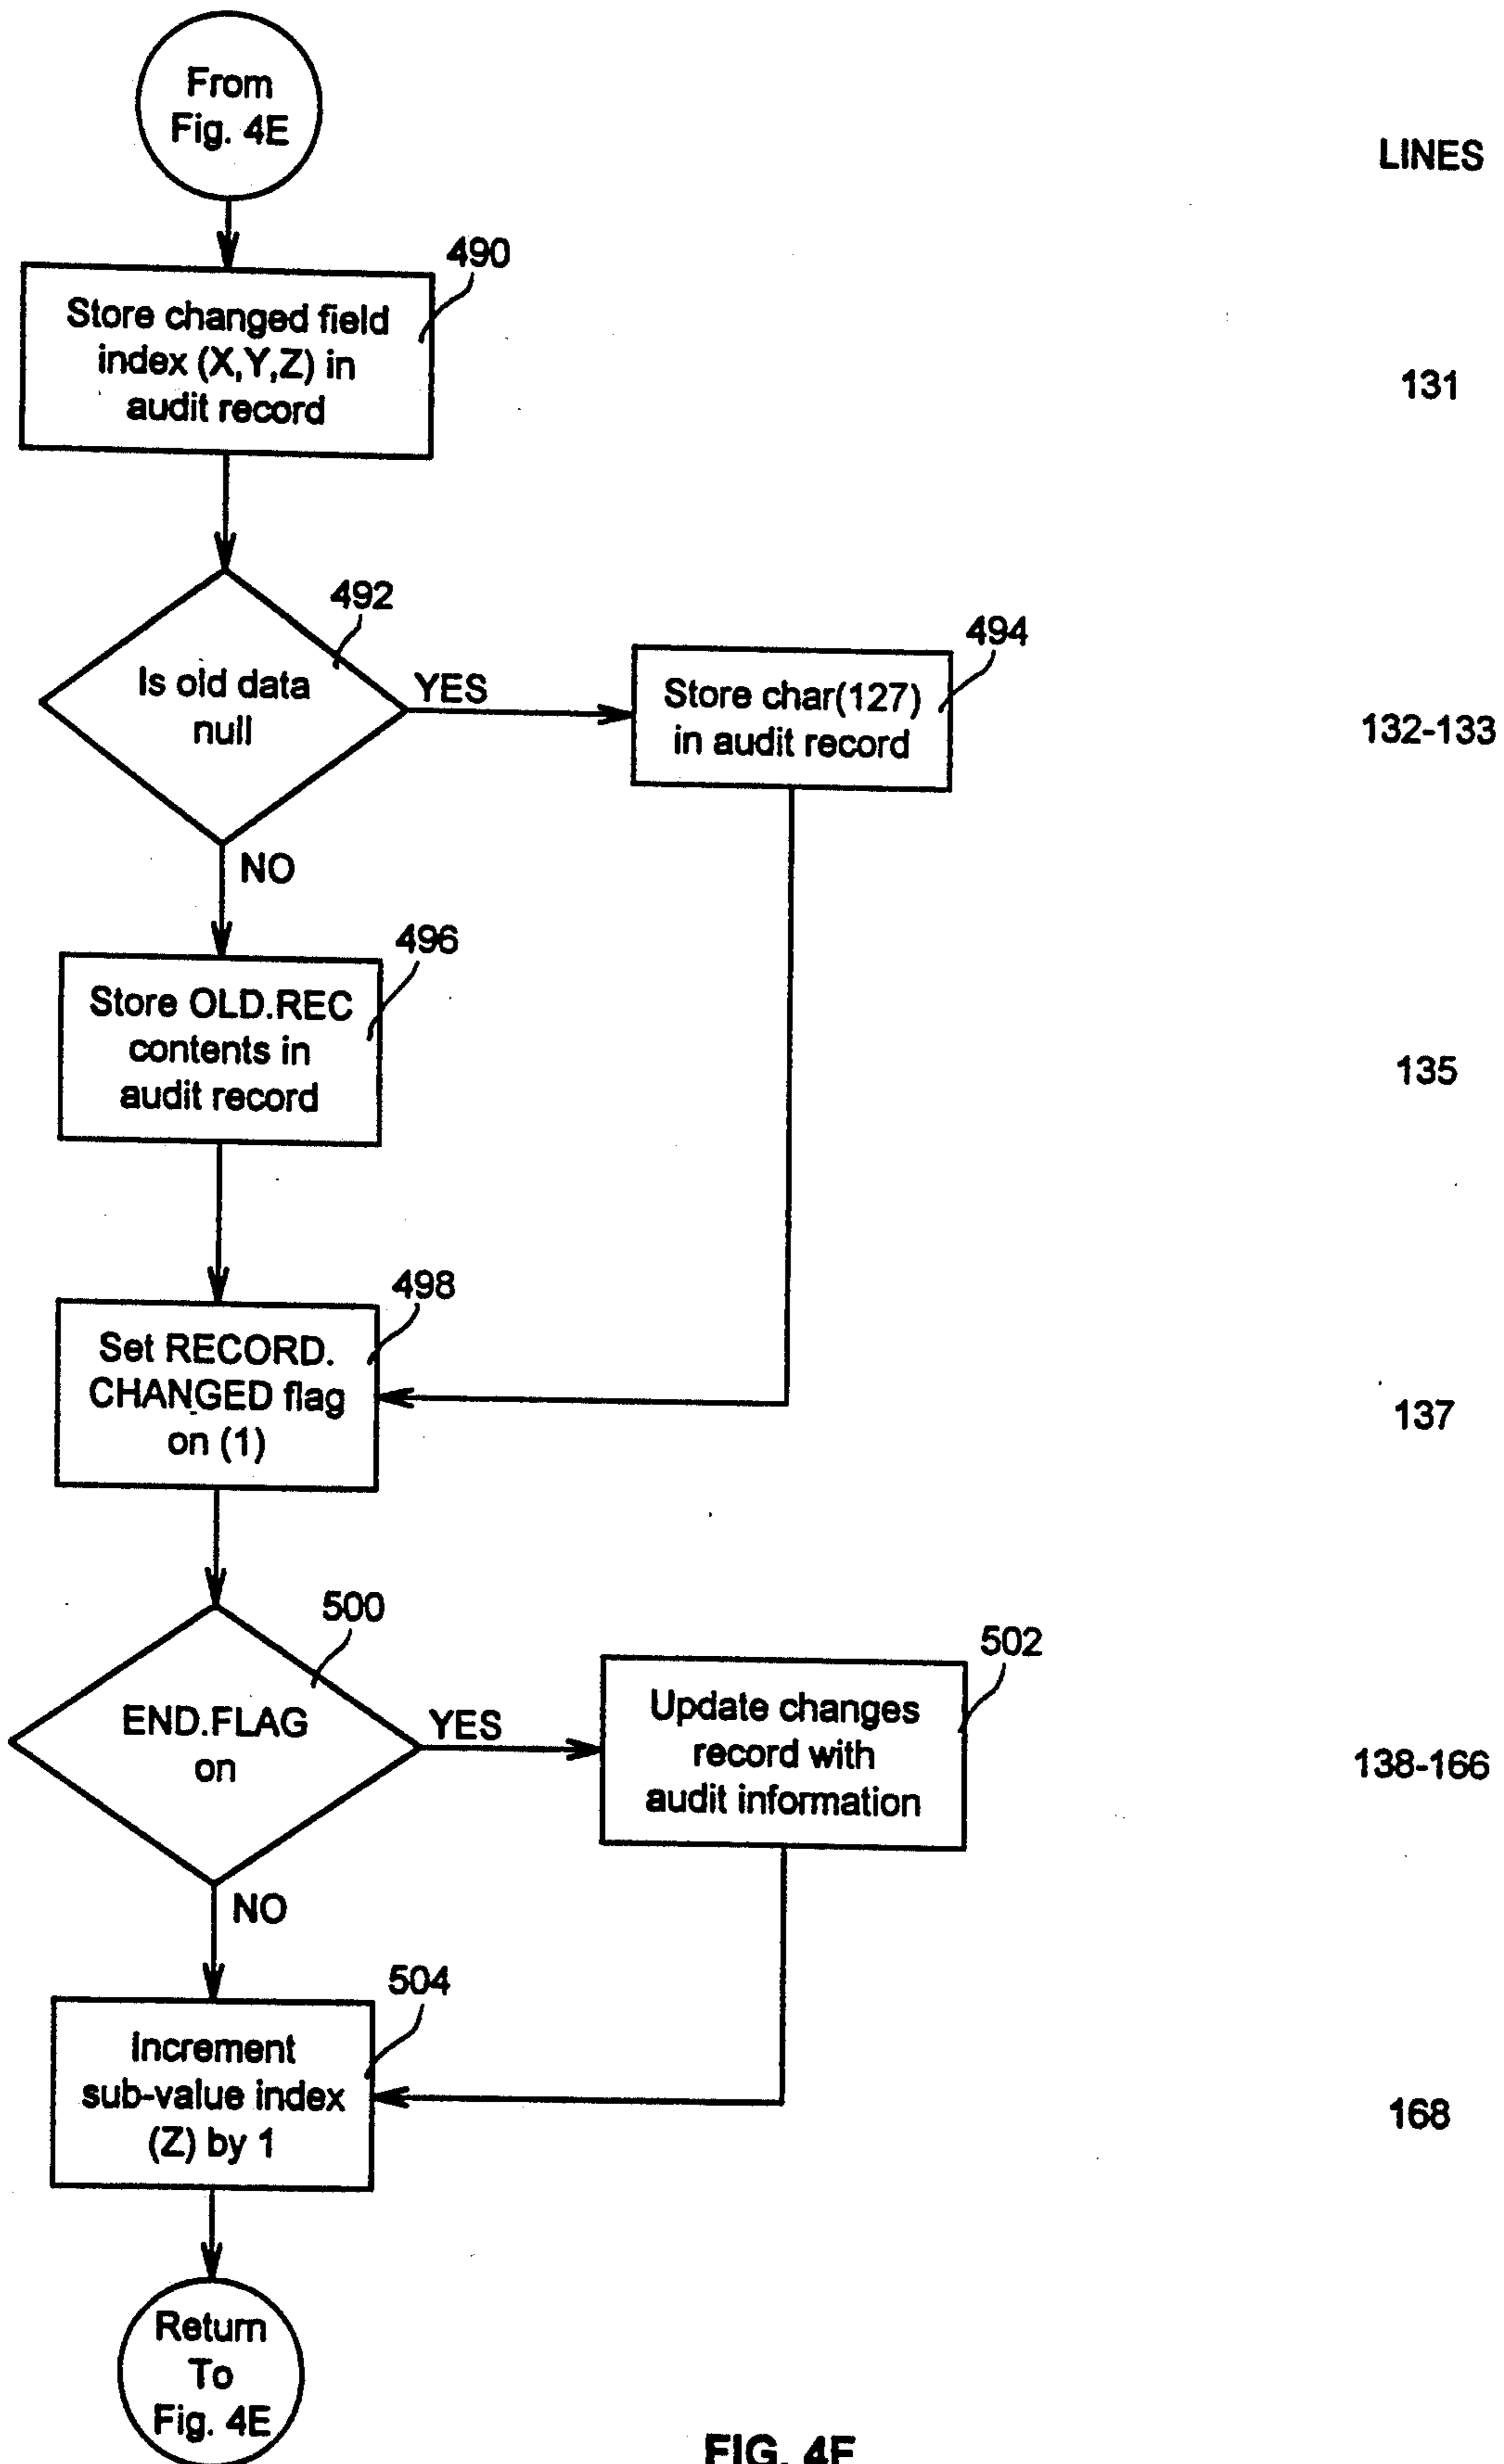 From
Fig. 4E
LINES
490
Store changed field
index (X,Y,Z) in
audit record
131
492
Is old data
null
YES
494
Store char(127)
in audit record
132-133
NO
496
Store OLD.REC
contents in
audit record
135
498
Set RECORD.
CHANGED flag
on (1)
137
500
END.FLAG
on
YES
502
Update changes
record with
audit information
138-166
NO
504
Increment
sub-value index
(Z) by 1
168
Return
To
Fig. 4E
FIG. 4F